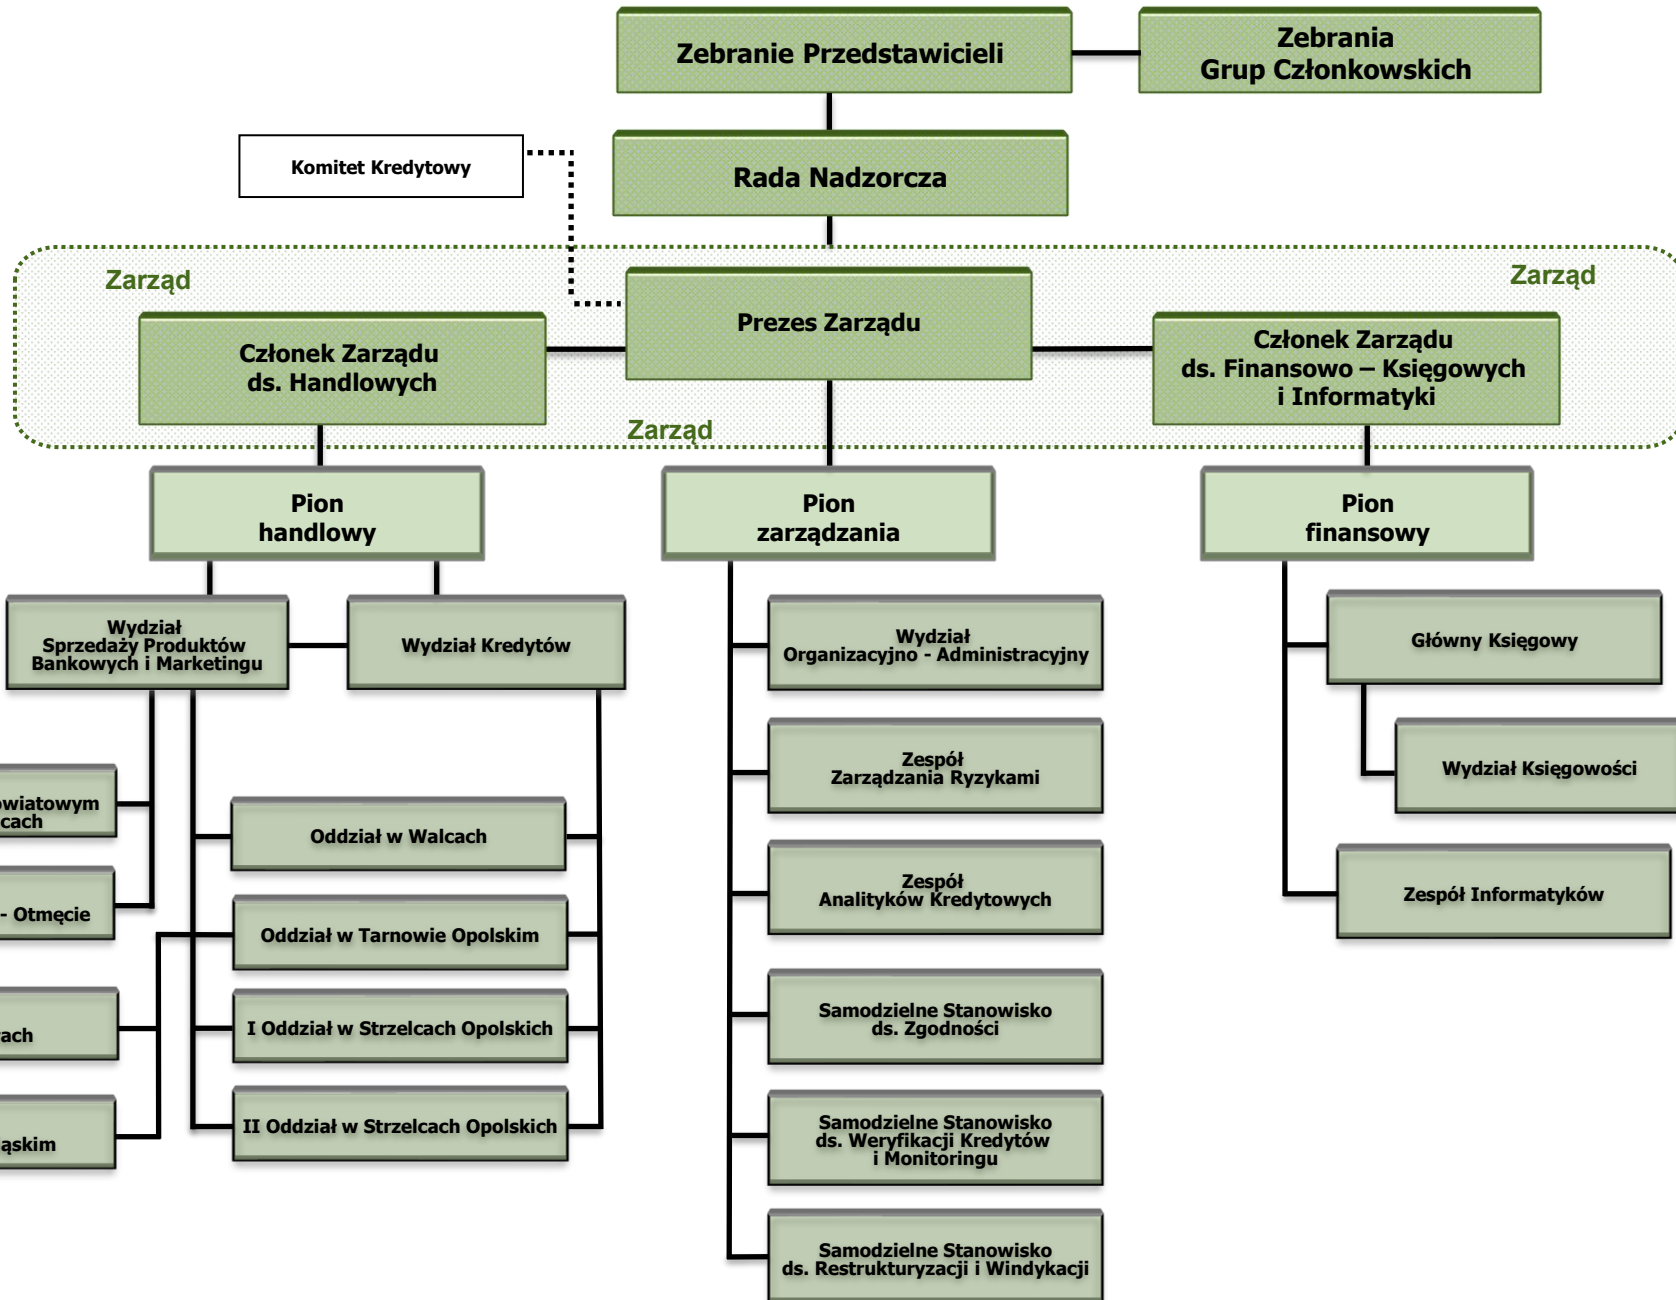 Zebranie Przedstawicieli
Zebrania
Grup Członkowskich
Komitet Kredytowy
Rada Nadzorcza
Zarząd
Zarząd
Prezes Zarządu
Członek Zarządu
ds. Handlowych
Członek Zarządu
ds. Finansowo – Księgowych
i Informatyki
Zarząd
Pion
handlowy
Pion
zarządzania
Pion
finansowy
Wydział
Sprzedaży Produktów
Bankowych i Marketingu
Wydział Kredytów
Wydział
Organizacyjno - Administracyjny
Główny Księgowy
Zespół
Zarządzania Ryzykami
Wydział Księgowości
Oddział w Walcach
Zespół
Analityków Kredytowych
Zespół Informatyków
- Otmęcie
Oddział w Tarnowie Opolskim
I Oddział w Strzelcach Opolskich
Samodzielne Stanowisko
ds. Zgodności
II Oddział w Strzelcach Opolskich
Samodzielne Stanowisko
ds. Weryfikacji Kredytów
i Monitoringu
Samodzielne Stanowisko
ds. Restrukturyzacji i Windykacji